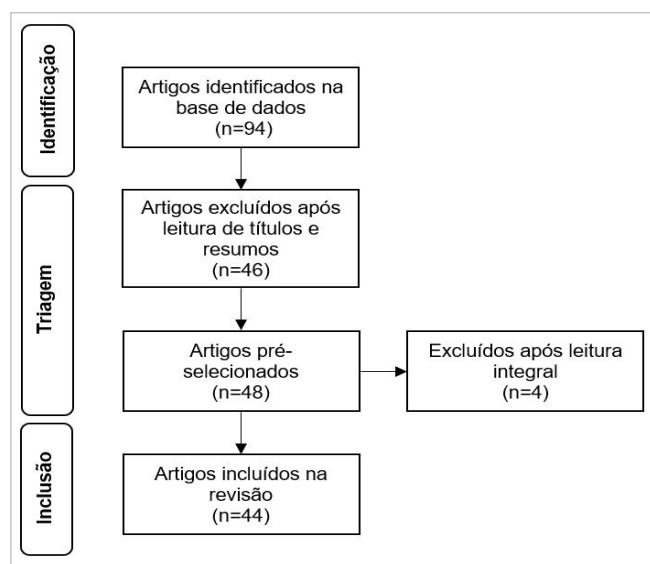 Identificação
Artigos identificados na
base de dados
(n=94)
Triagem
Artigos excluídos após
leitura de títulos e
resumos
(n=46)
Artigos pré-
selecionados
(n=48)
Excluídos após leitura
integral
(n=4)
Inclusão
Artigos incluídos na
revisão
(n=44)